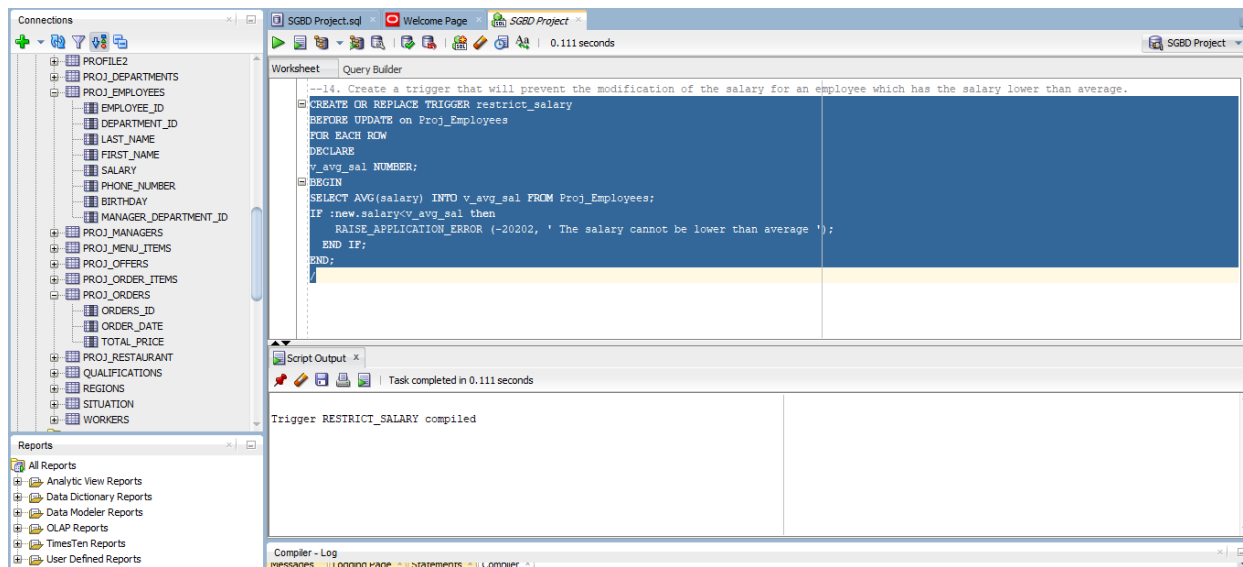 Connections
SGBD Project.sql
Welcome Page
SGBD Project
0.111 seconds
SGBD Project
Worksheet
Query Builder
PROFILE2
PROJ_DEPARTMENTS
PROJ_EMPLOYEES
EMPLOYEE_ID
DEPARTMENT_ID
LAST_NAME
FIRST_NAME
SALARY
PHONE_NUMBER
BIRTHDAY
MANAGER_DEPARTMENT_ID
PROJ_MANAGERS
PROJ_MENU_ITEMS
PROJ_OFFERS
PROJ_ORDER_ITEMS
PROJ_ORDERS
ORDERS_ID
ORDER_DATE
TOTAL_PRICE
PROJ_RESTAURANT
QUALIFICATIONS
REGIONS
SITUATION
WORKERS
--14. Create a trigger that will prevent the modification of the salary for an employee which has the salary lower than average.
CREATE OR REPLACE TRIGGER restrict_salary
BEFORE UPDATE on Proj_Employees
FOR EACH ROW
DECLARE
v_avg_sal NUMBER;
BEGIN
SELECT AVG(salary) INTO v_avg_sal FROM Proj_Employees;
IF :new.salary<v_avg_sal then
RAISE_APPLICATION_ERROR (-20202, ' The salary cannot be lower than average ');
END IF;
END;
/
Script Output
Task completed in 0.111 seconds
Trigger RESTRICT_SALARY compiled
Reports
All Reports
Analytic View Reports
Data Dictionary Reports
Data Modeler Reports
OLAP Reports
TimesTen Reports
User Defined Reports
Compiler - Log
Messages
Logging Page
Statements
Compiler